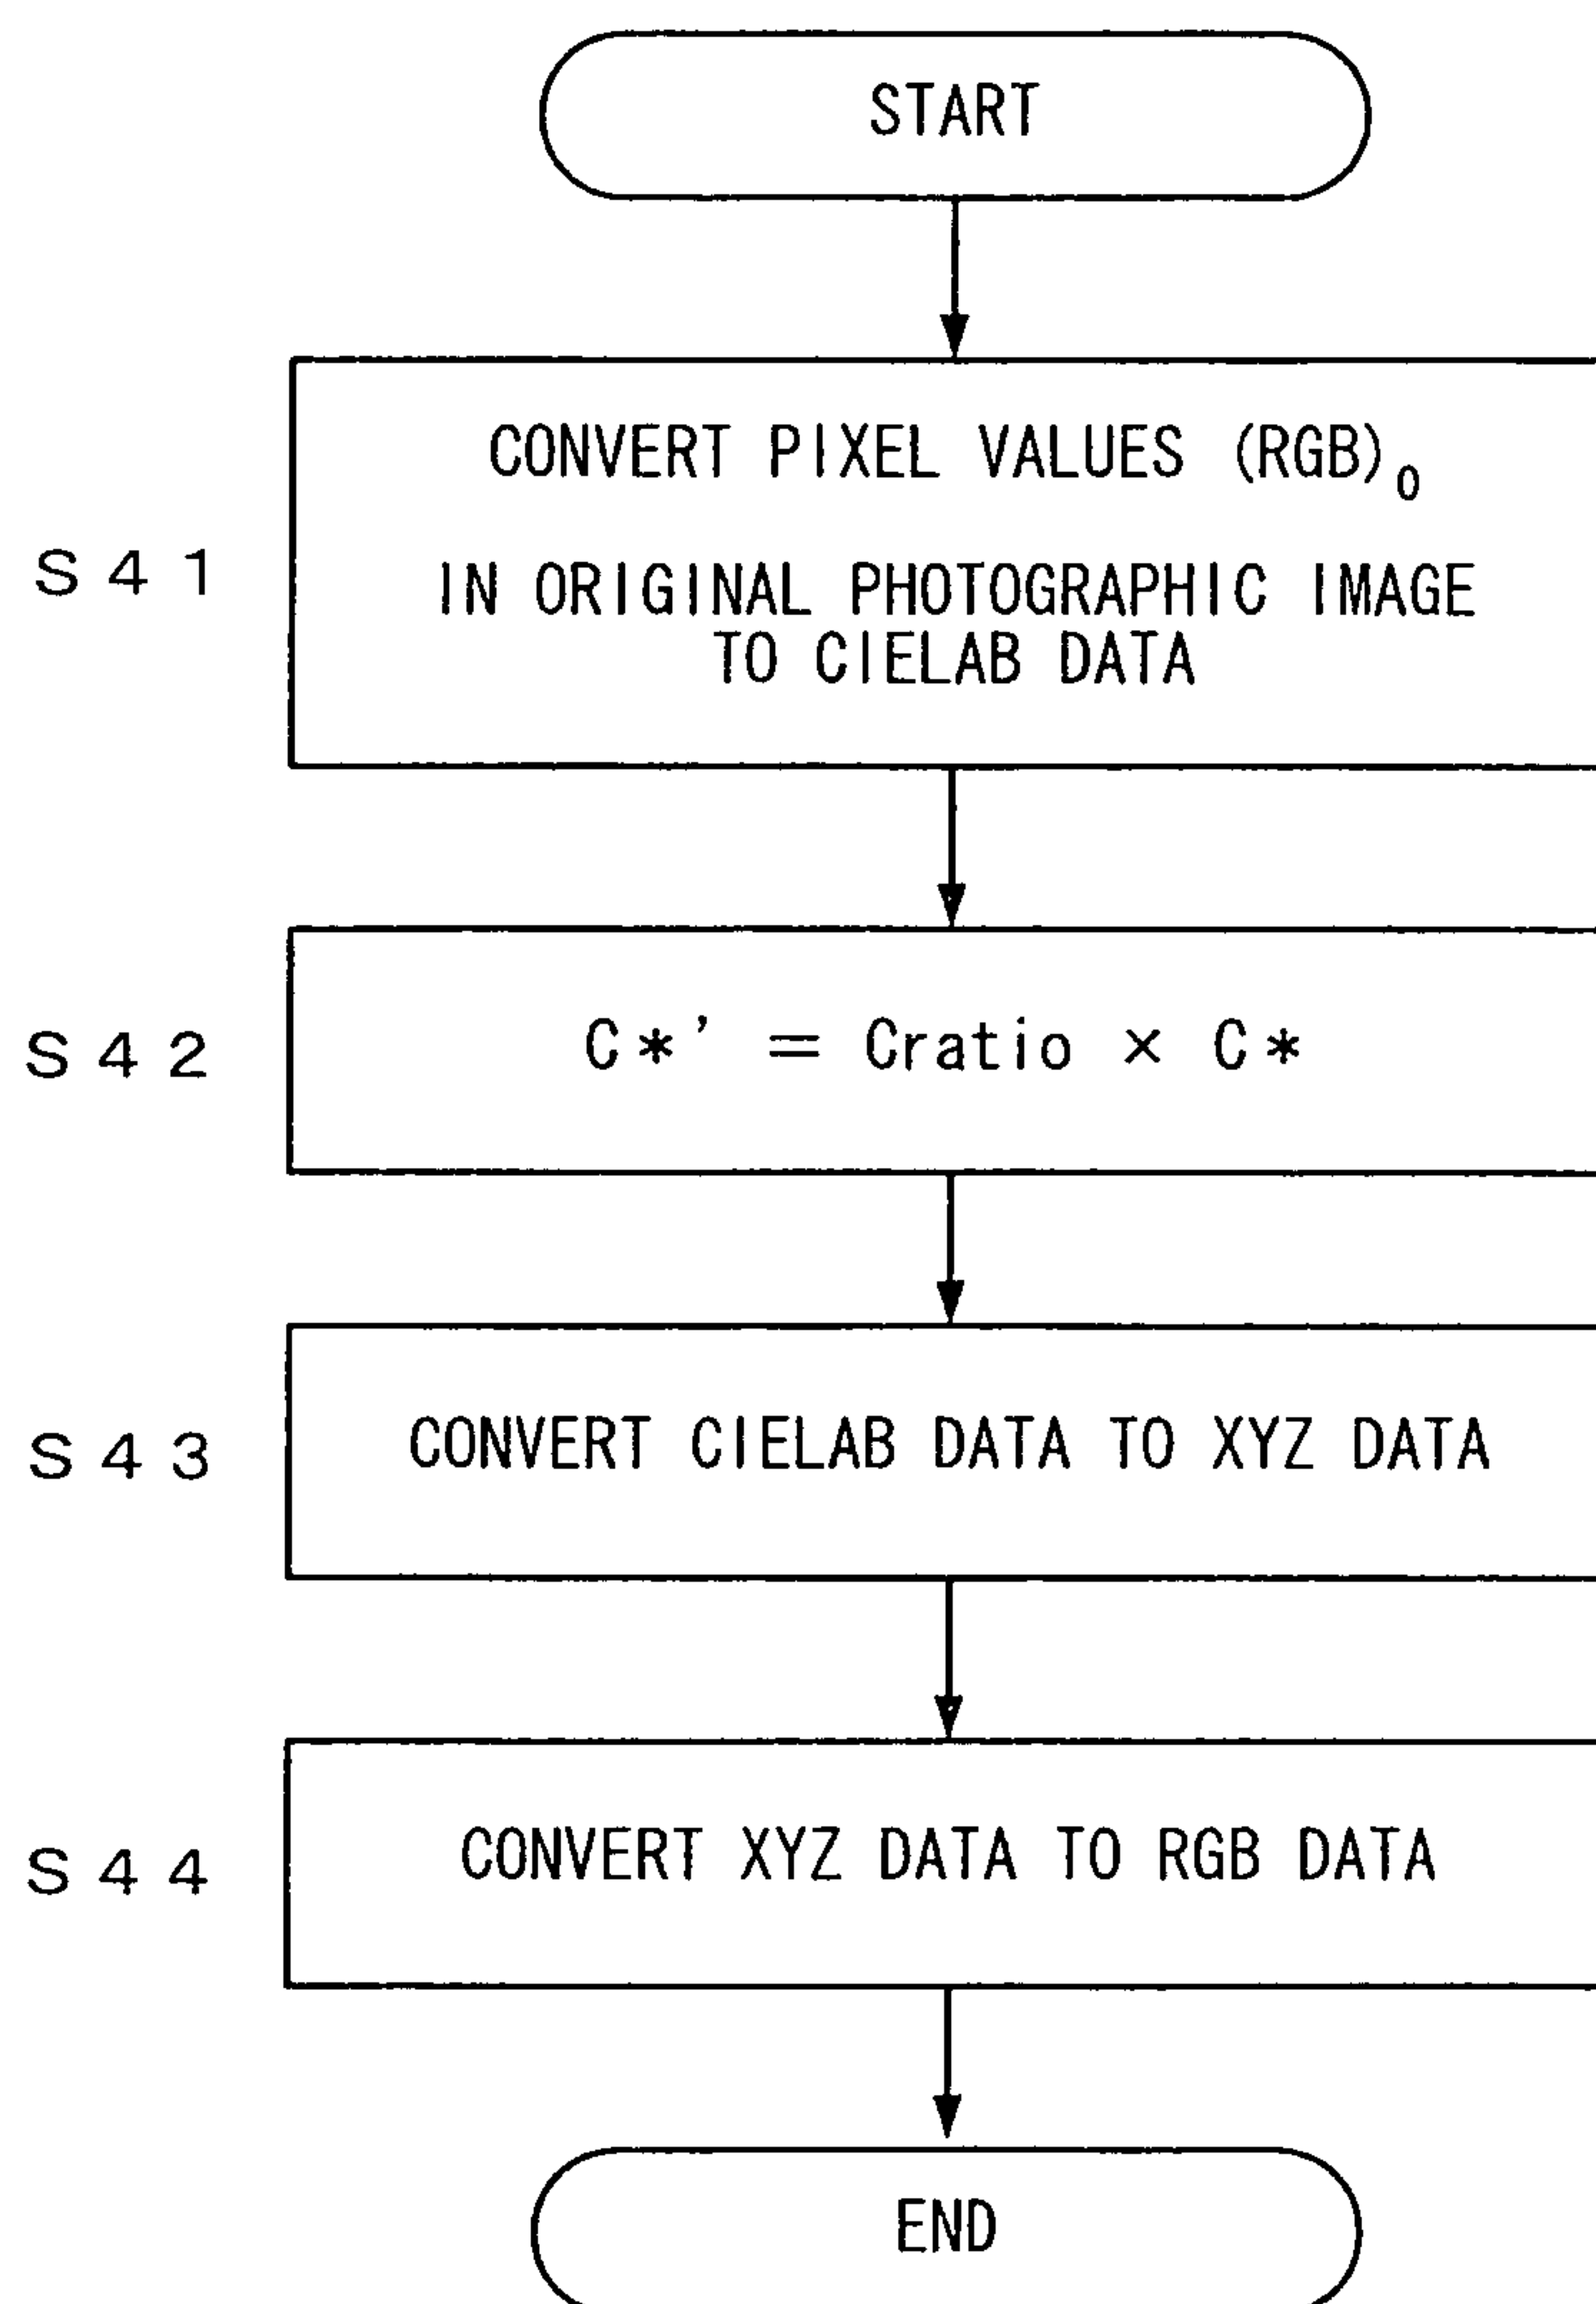 START
CONVERT PIXEL VALUES (RGB)₀
S41
IN ORIGINAL PHOTOGRAPHIC IMAGE
TO CIELAB DATA
S42
C*' = Cratio × C*
S43
CONVERT CIELAB DATA TO XYZ DATA
S44
CONVERT XYZ DATA TO RGB DATA
END